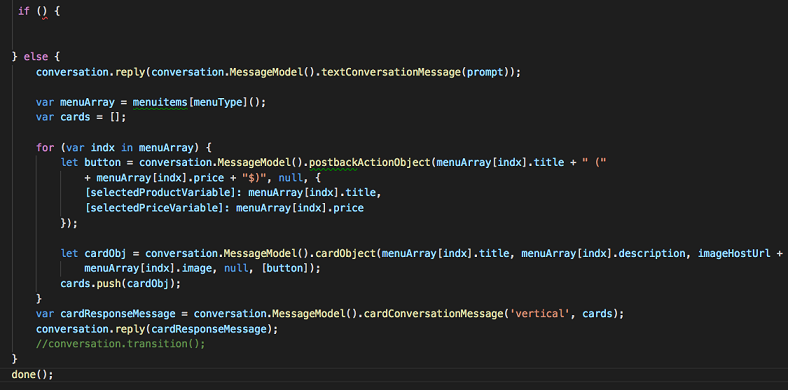 if () {
} else {
conversation.reply(conversation.MessageModel().textConversationMessage(prompt));
var menuArray = menuitems[menuType]();
var cards = [];
for (var indx in menuArray) {
let button = conversation.MessageModel().postbackActionObject(menuArray[indx].title + " ("
+ menuArray[indx].price + "$)", null, {
[selectedProductVariable]: menuArray[indx].title,
[selectedPriceVariable]: menuArray[indx].price
});
let cardObj = conversation.MessageModel().cardObject(menuArray[indx].title, menuArray[indx].description, imageHostUrl +
menuArray[indx].image, null, [button]);
cards.push(cardObj);
}
var cardResponseMessage = conversation.MessageModel().cardConversationMessage('vertical', cards);
conversation.reply(cardResponseMessage);
//conversation.transition();
}
done();